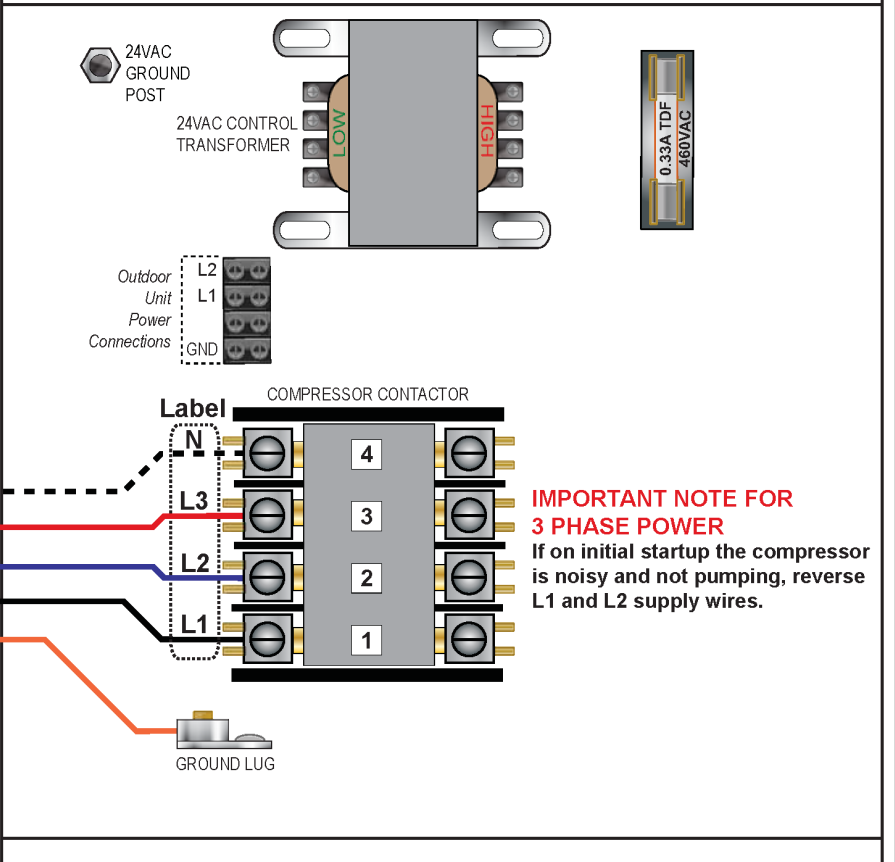 24VAC
GROUND
POST
24VAC CONTROL
TRANSFORMER
LOW
HIGH
0.33A TDF
460VAC
Outdoor
Unit
Power
Connections
L2
L1
GND
COMPRESSOR CONTACTOR
Label
N
L3
L2
L1
4
3
2
1
IMPORTANT NOTE FOR
3 PHASE POWER
If on initial startup the compressor
is noisy and not pumping, reverse
L1 and L2 supply wires.
GROUND LUG